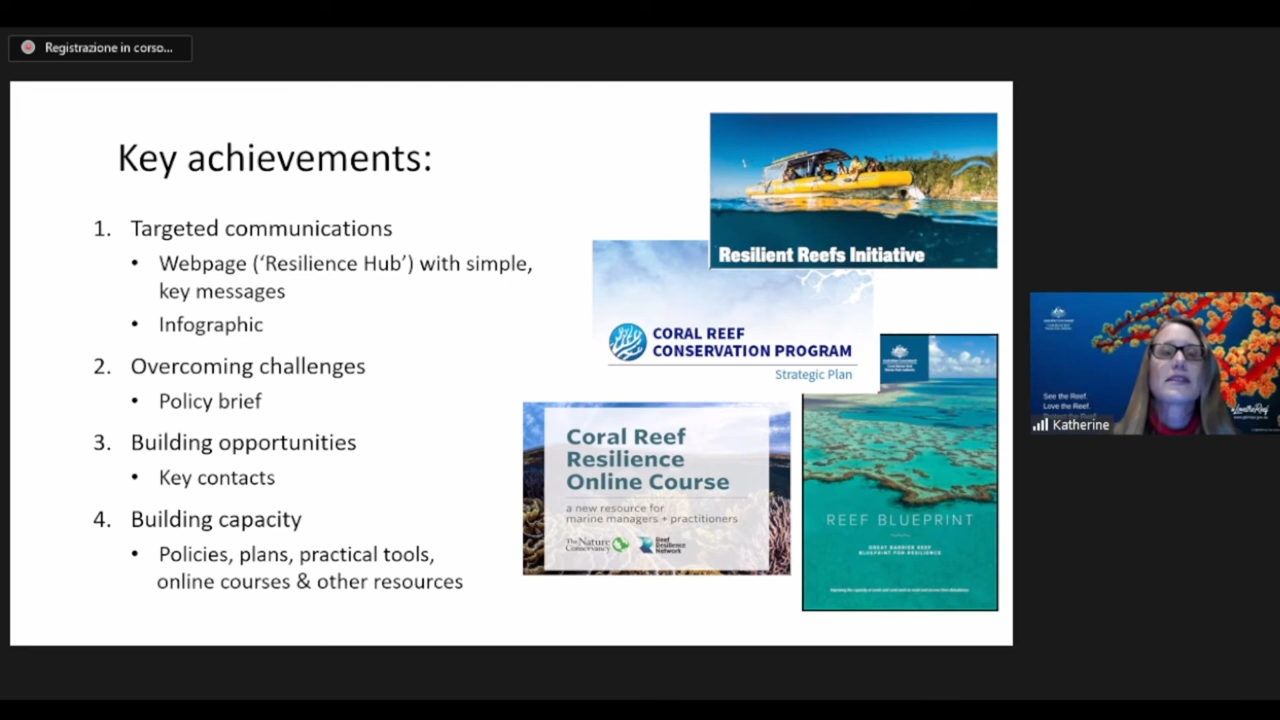 Registrazione in corso...
Key achievements:
1. Targeted communications
• Webpage (‘Resilience Hub’) with simple,
key messages
• Infographic
2. Overcoming challenges
• Policy brief
3. Building opportunities
• Key contacts
4. Building capacity
• Policies, plans, practical tools,
online courses & other resources
Resilient Reefs Initiative
CORAL REEF
CONSERVATION PROGRAM
Strategic Plan
Coral Reef
Resilience
Online Course
a new resource for
marine managers + practitioners
The Nature
Conservancy
Reef
Resilience
Network
REEF BLUEPRINT
GREAT BARRIER REEF
BLUEPRINT FOR RESILIENCE
See the Reef.
Love the Reef.
Katherine